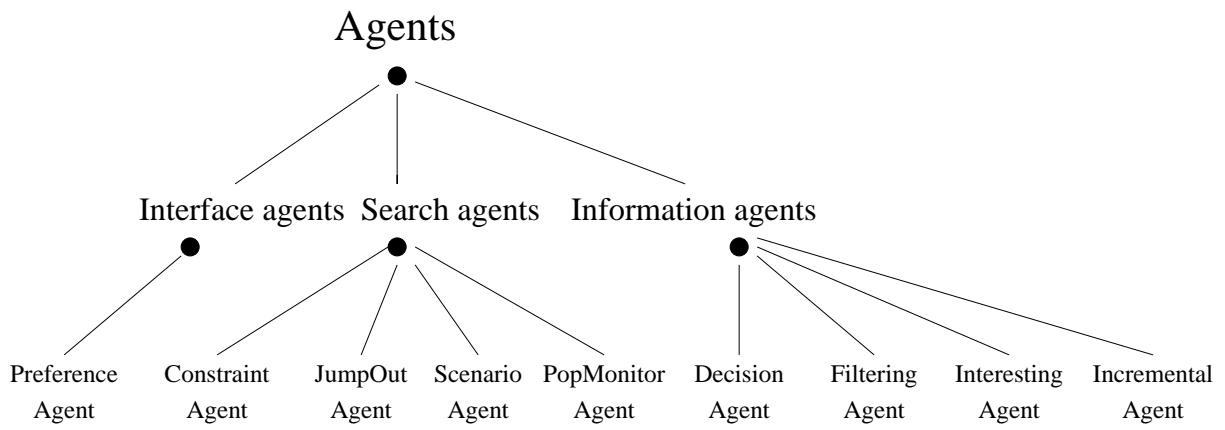 Agents
Interface agents Search agents Information agents
Preference Constraint JumpOut Scenario PopMonitor Decision Filtering Interesting Incremental
Agent Agent Agent Agent Agent Agent Agent Agent Agent